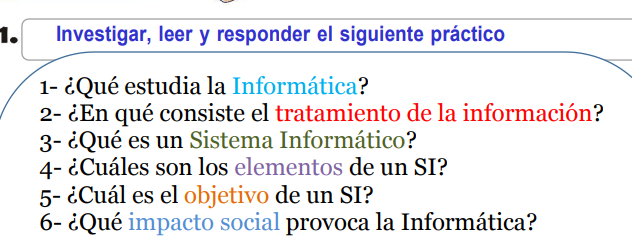 1.
Investigar, leer y responder el siguiente práctico
1- ¿Qué estudia la Informática?
2- ¿En qué consiste el tratamiento de la información?
3- ¿Qué es un Sistema Informático?
4- ¿Cuáles son los elementos de un SI?
5- ¿Cuál es el objetivo de un SI?
6- ¿Qué impacto social provoca la Informática?